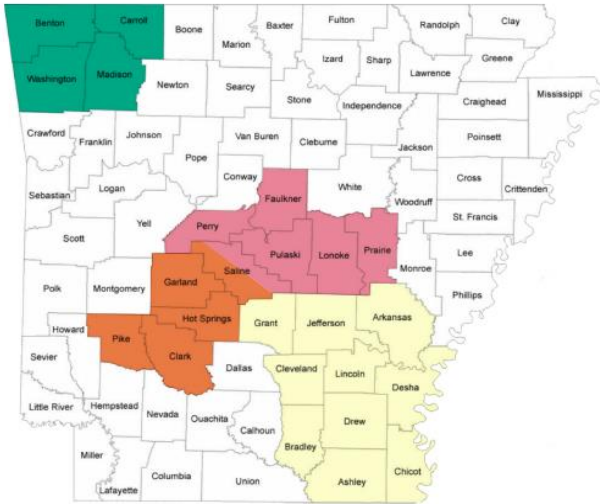 Benton
Carroll
Boone
Baxter
Fulton
Randolph
Clay
Marion
Izard
Sharp
Greene
Washington
Madison
Newton
Searcy
Lawrence
Stone
Independence
Craighead
Mississippi
Crawford
Franklin
Johnson
Van Buren
Cleburne
Poinsett
Jackson
Pope
Conway
White
Cross
Crittenden
Sebastian
Logan
Faulkner
Woodruff
St. Francis
Yell
Perry
Scott
Pulaski
Lonoke
Prairie
Lee
Saline
Monroe
Garland
Polk
Montgomery
Phillips
Hot Springs
Arkansas
Howard
Pike
Grant
Jefferson
Sevier
Clark
Dallas
Cleveland
Lincoln
Desha
Little River
Hempstead
Nevada
Ouachita
Drew
Calhoun
Bradley
Miller
Chicot
Columbia
Union
Ashley
Lafayette